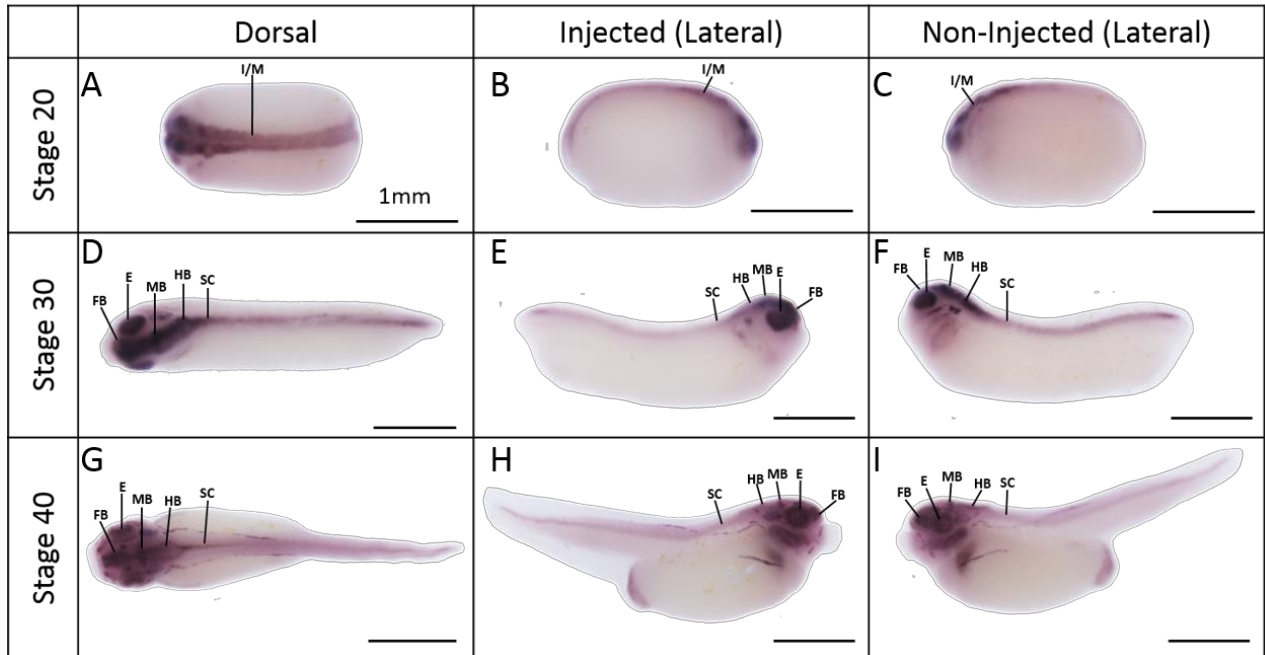 Dorsal
Injected (Lateral)
Non-Injected (Lateral)
Stage 20
A
I/M
1mm
B
I/M
C
I/M
Stage 30
D
FB
E
MB
HB
SC
E
SC
HB
MB
E
FB
F
FB
E
MB
HB
SC
Stage 40
G
FB
E
MB
HB
SC
H
SC
HB
MB
E
FB
I
FB
E
MB
HB
SC